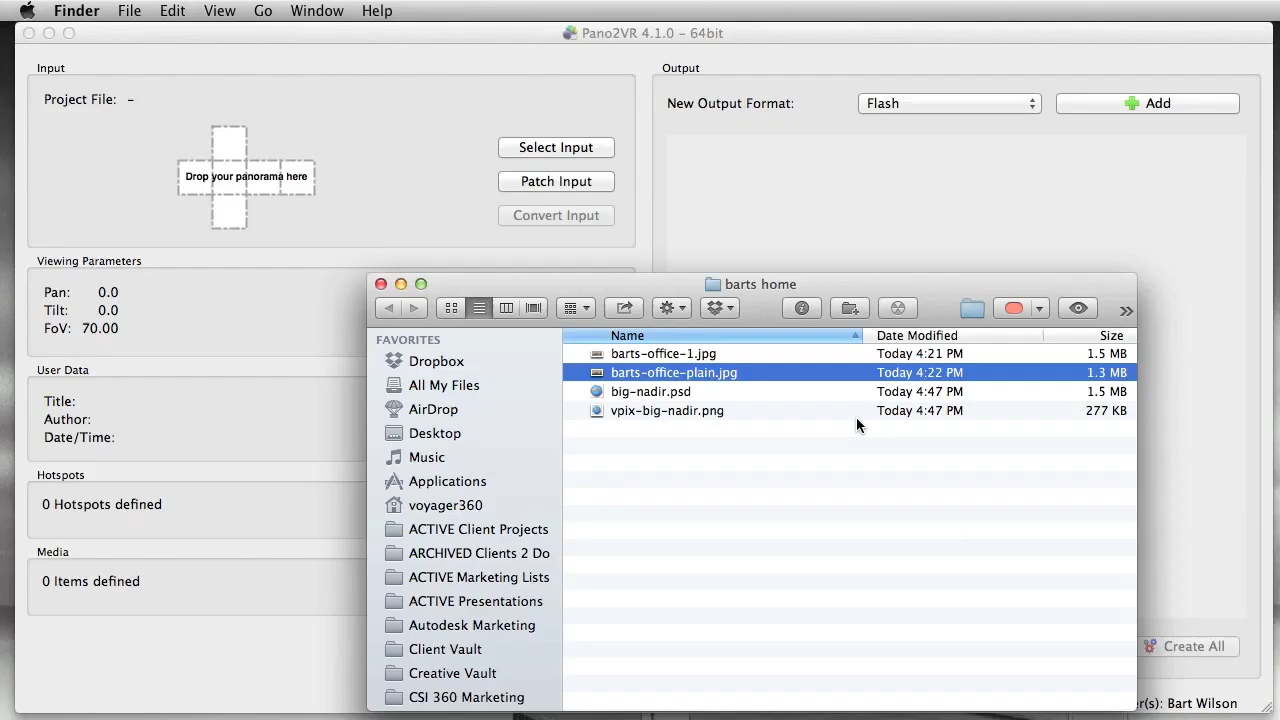 Finder File Edit View Go Window Help
Pano2VR 4.1.0 – 64bit
Input
Project File: –
Drop your panorama here
Select Input
Patch Input
Convert Input
Output
New Output Format: Flash Add
Viewing Parameters
Pan: 0.0
Tilt: 0.0
FoV: 70.00
User Data
Title:
Author:
Date/Time:
Hotspots
0 Hotspots defined
Media
0 Items defined
barts home
FAVORITES
Dropbox
All My Files
AirDrop
Desktop
Music
Applications
voyager360
ACTIVE Client Projects
ARCHIVED Clients 2 Do
ACTIVE Marketing Lists
ACTIVE Presentations
Autodesk Marketing
Client Vault
Creative Vault
CSI 360 Marketing
Name Date Modified Size
barts-office-1.jpg Today 4:21 PM 1.5 MB
barts-office-plain.jpg Today 4:22 PM 1.3 MB
big-nadir.psd Today 4:47 PM 1.5 MB
vpix-big-nadir.png Today 4:47 PM 277 KB
Create All
r(s): Bart Wilson